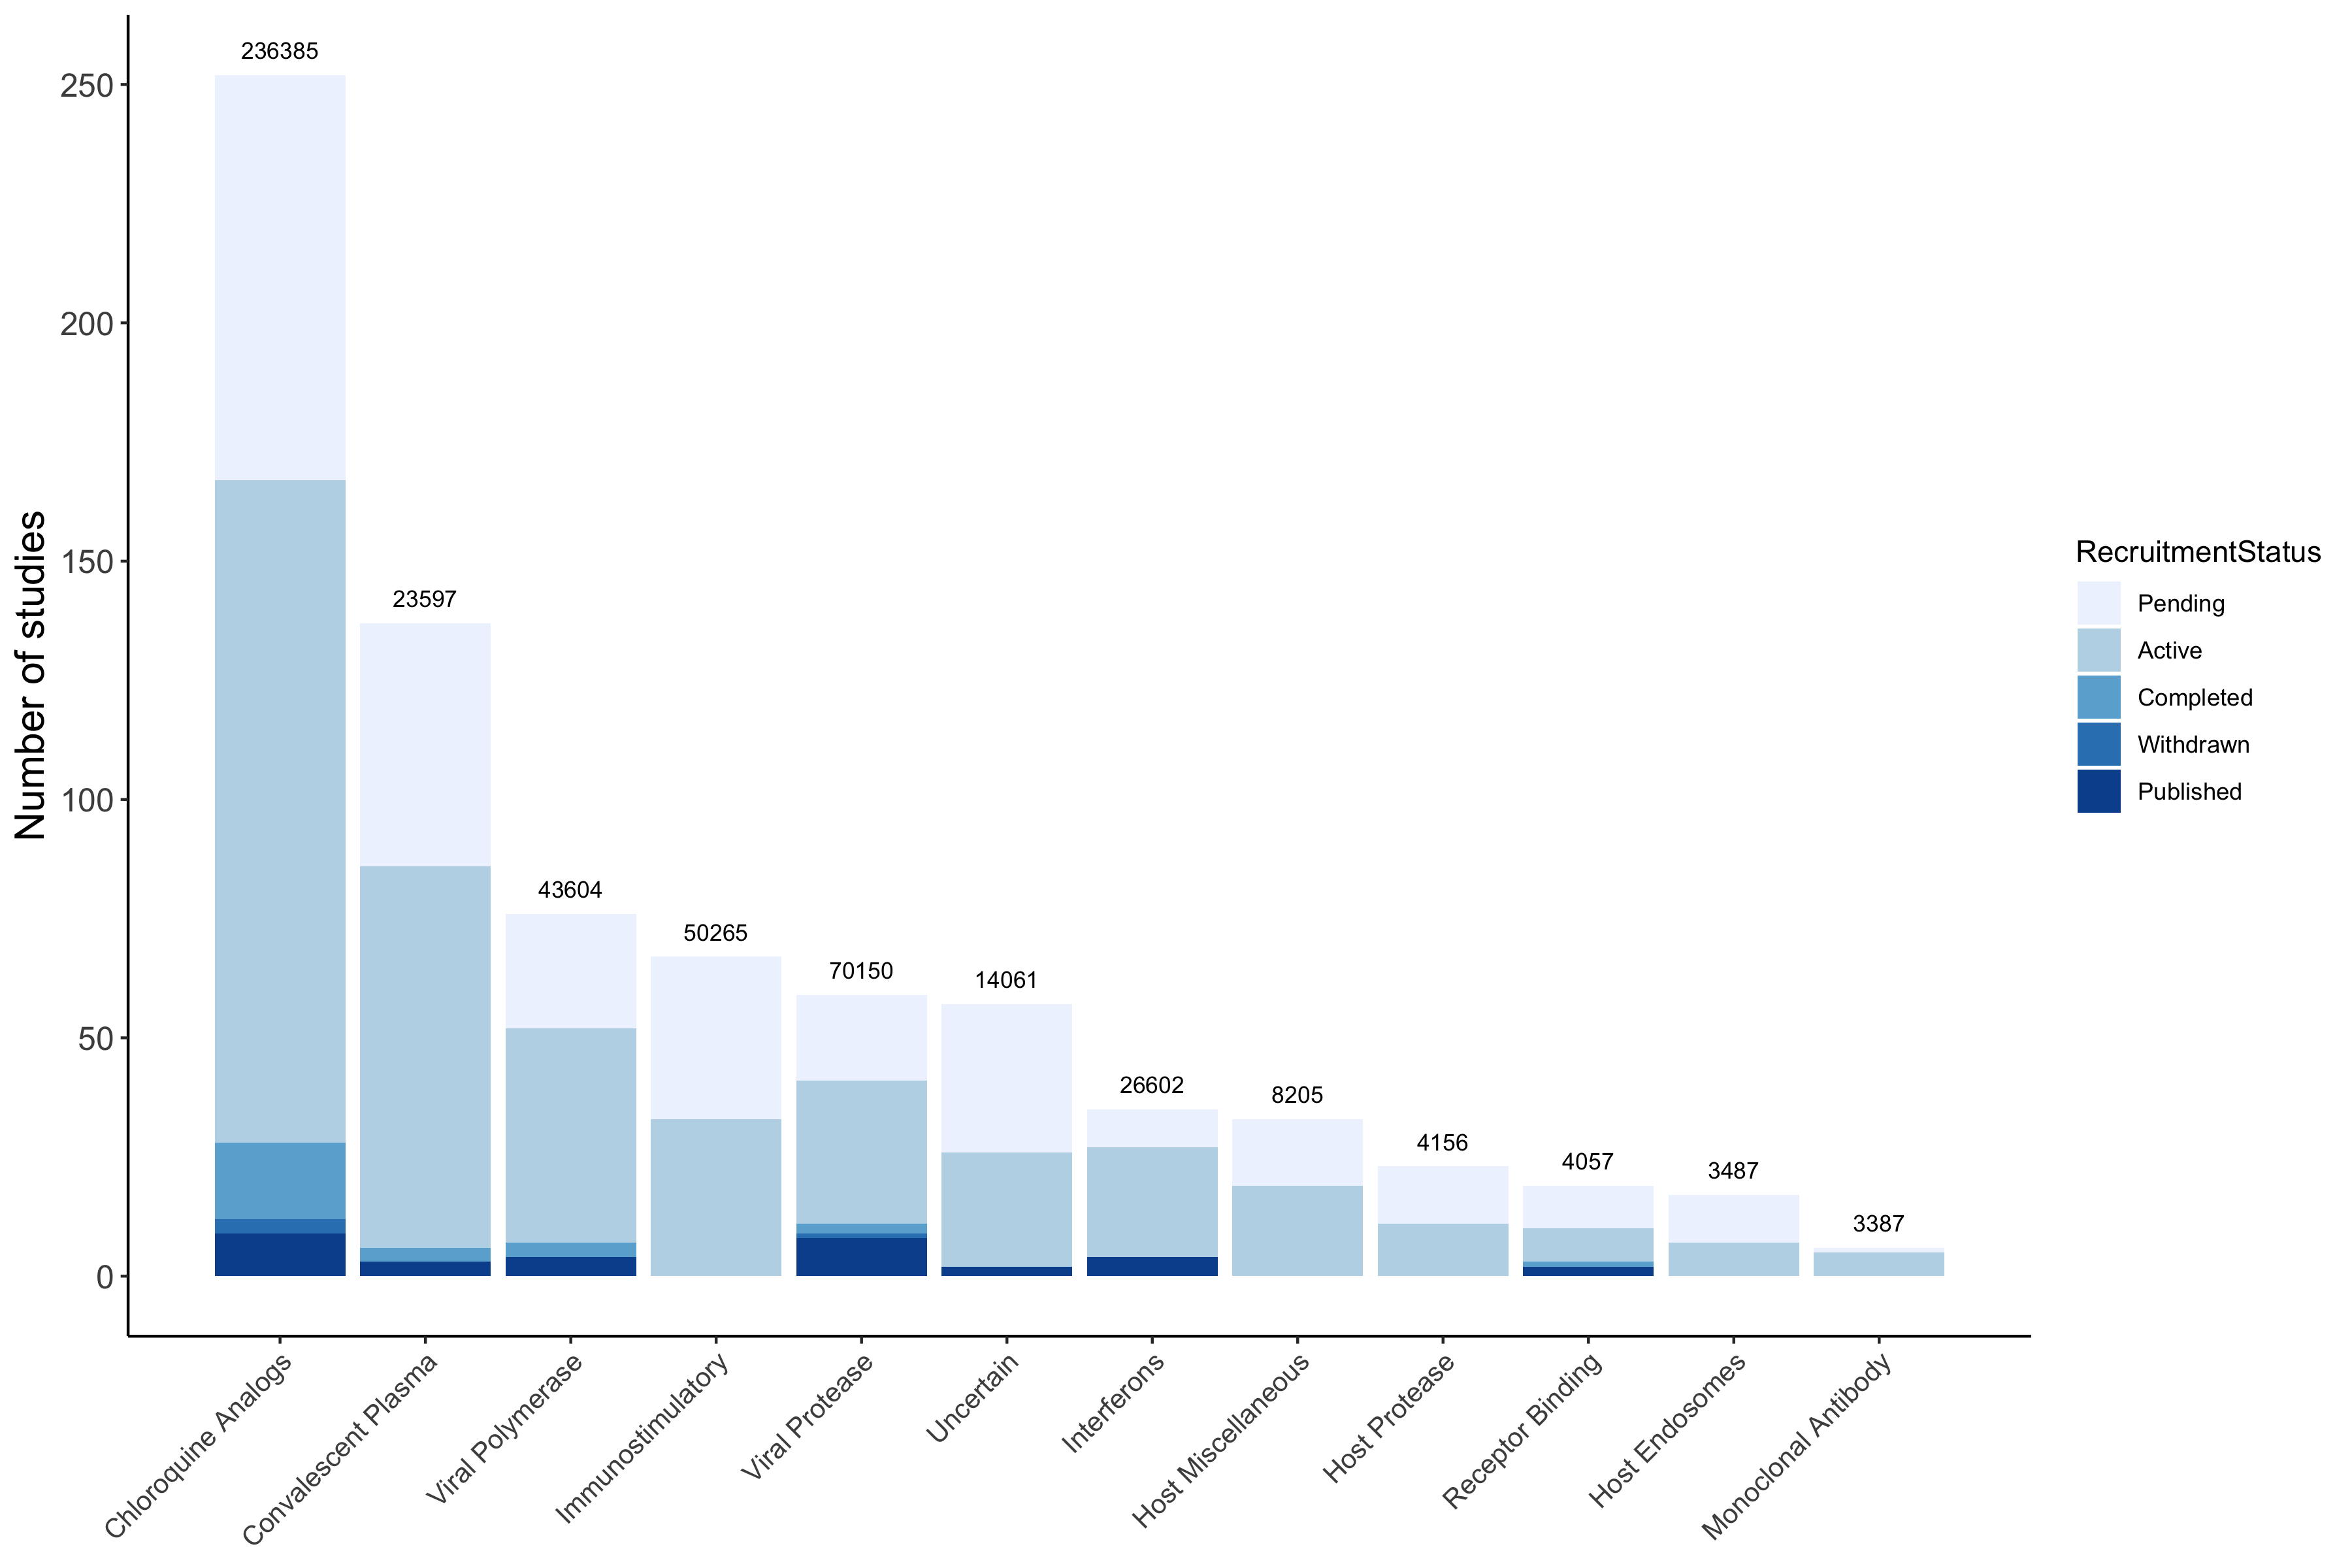 Number of studies
250
200
150
100
50
0
236385
23597
43604
50265
70150
14061
26602
8205
4156
4057
3487
3387
Chloroquine Analogs
Convalescent Plasma
Viral Polymerase
Immunostimulatory
Viral Protease
Uncertain
Interferons
Host Miscellaneous
Host Protease
Receptor Binding
Host Endosomes
Monoclonal Antibody
RecruitmentStatus
Pending
Active
Completed
Withdrawn
Published